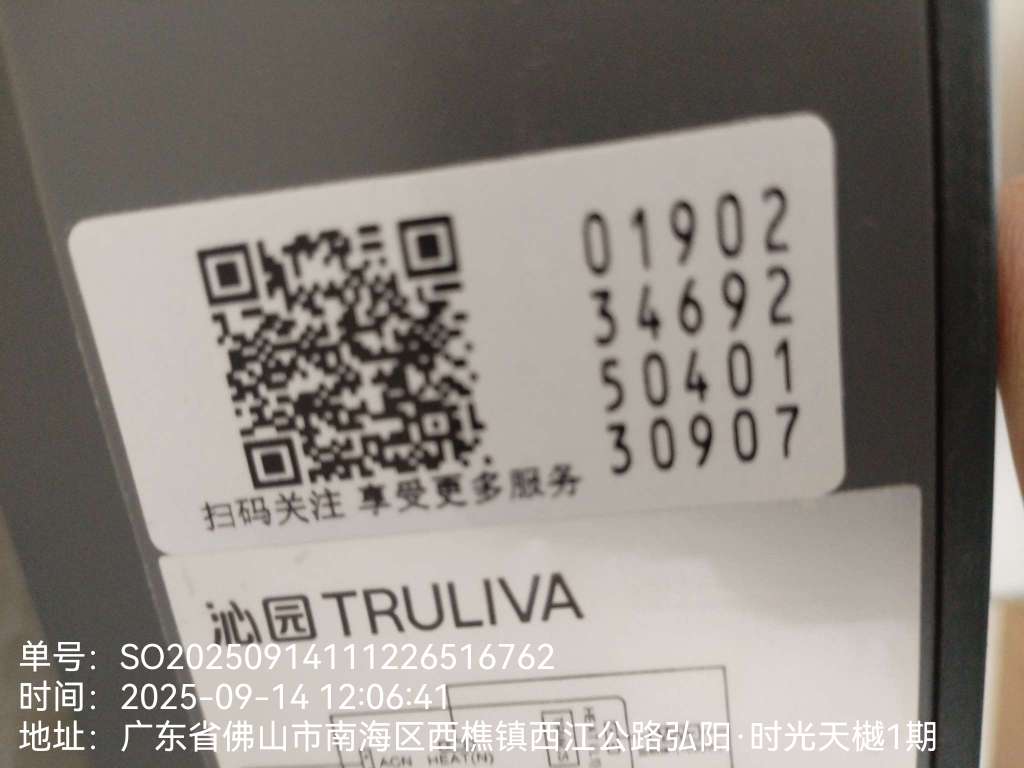 01902
34692
50401
30907
扫码关注 享受更多服务
沁园TRULIVA
单号：SO20250914111226516762
时间：2025-09-14 12:06:41
地址：广东省佛山市南海区西樵镇西江公路弘阳·时光天樾1期
HEAT(N)